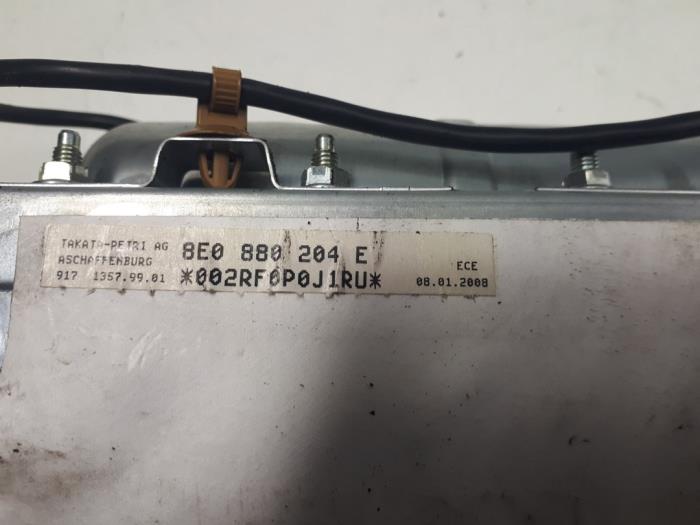 TAKATA-PETRI AG
ASCHAFFENBURG
917 1357.99.01
8E0 880 204 E
*002RF0P0J1RU*
ECE
08.01.2008